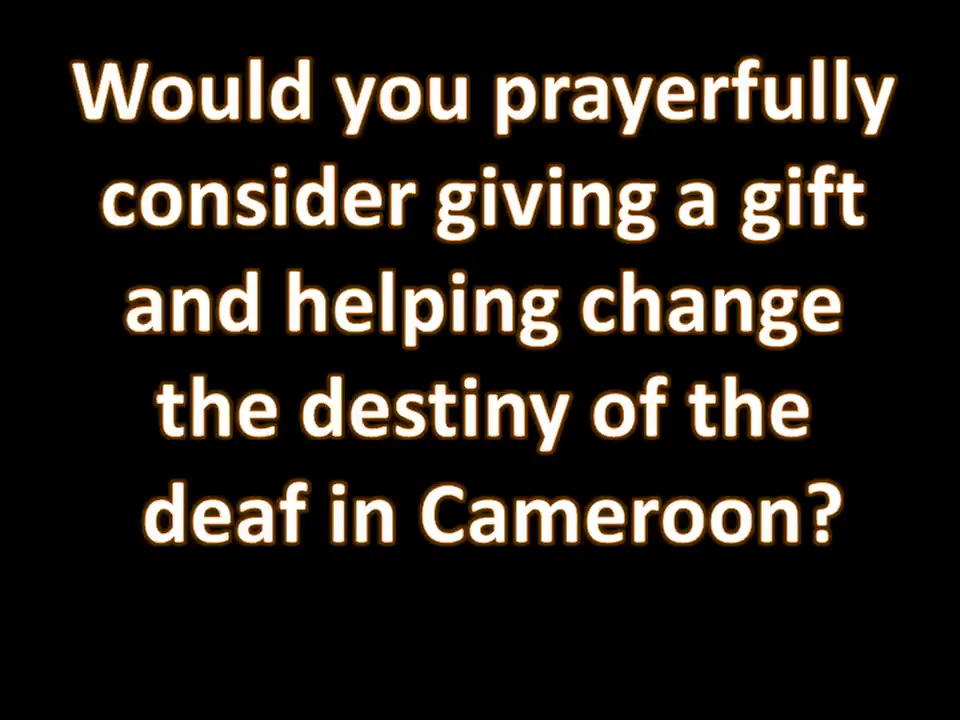 Would you prayerfully
consider giving a gift
and helping change
the destiny of the
deaf in Cameroon?